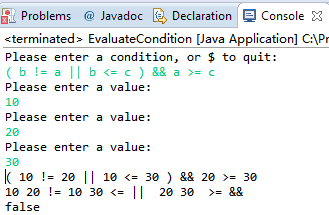 Problems @ Javadoc Declaration Console
<terminated> EvaluateCondition [Java Application] C:\Pr
Please enter a condition, or $ to quit:
( b != a || b <= c ) && a >= c
Please enter a value:
10
Please enter a value:
20
Please enter a value:
30
( 10 != 20 || 10 <= 30 ) && 20 >= 30
10 20 != 10 30 <= || 20 30 >= &&
false